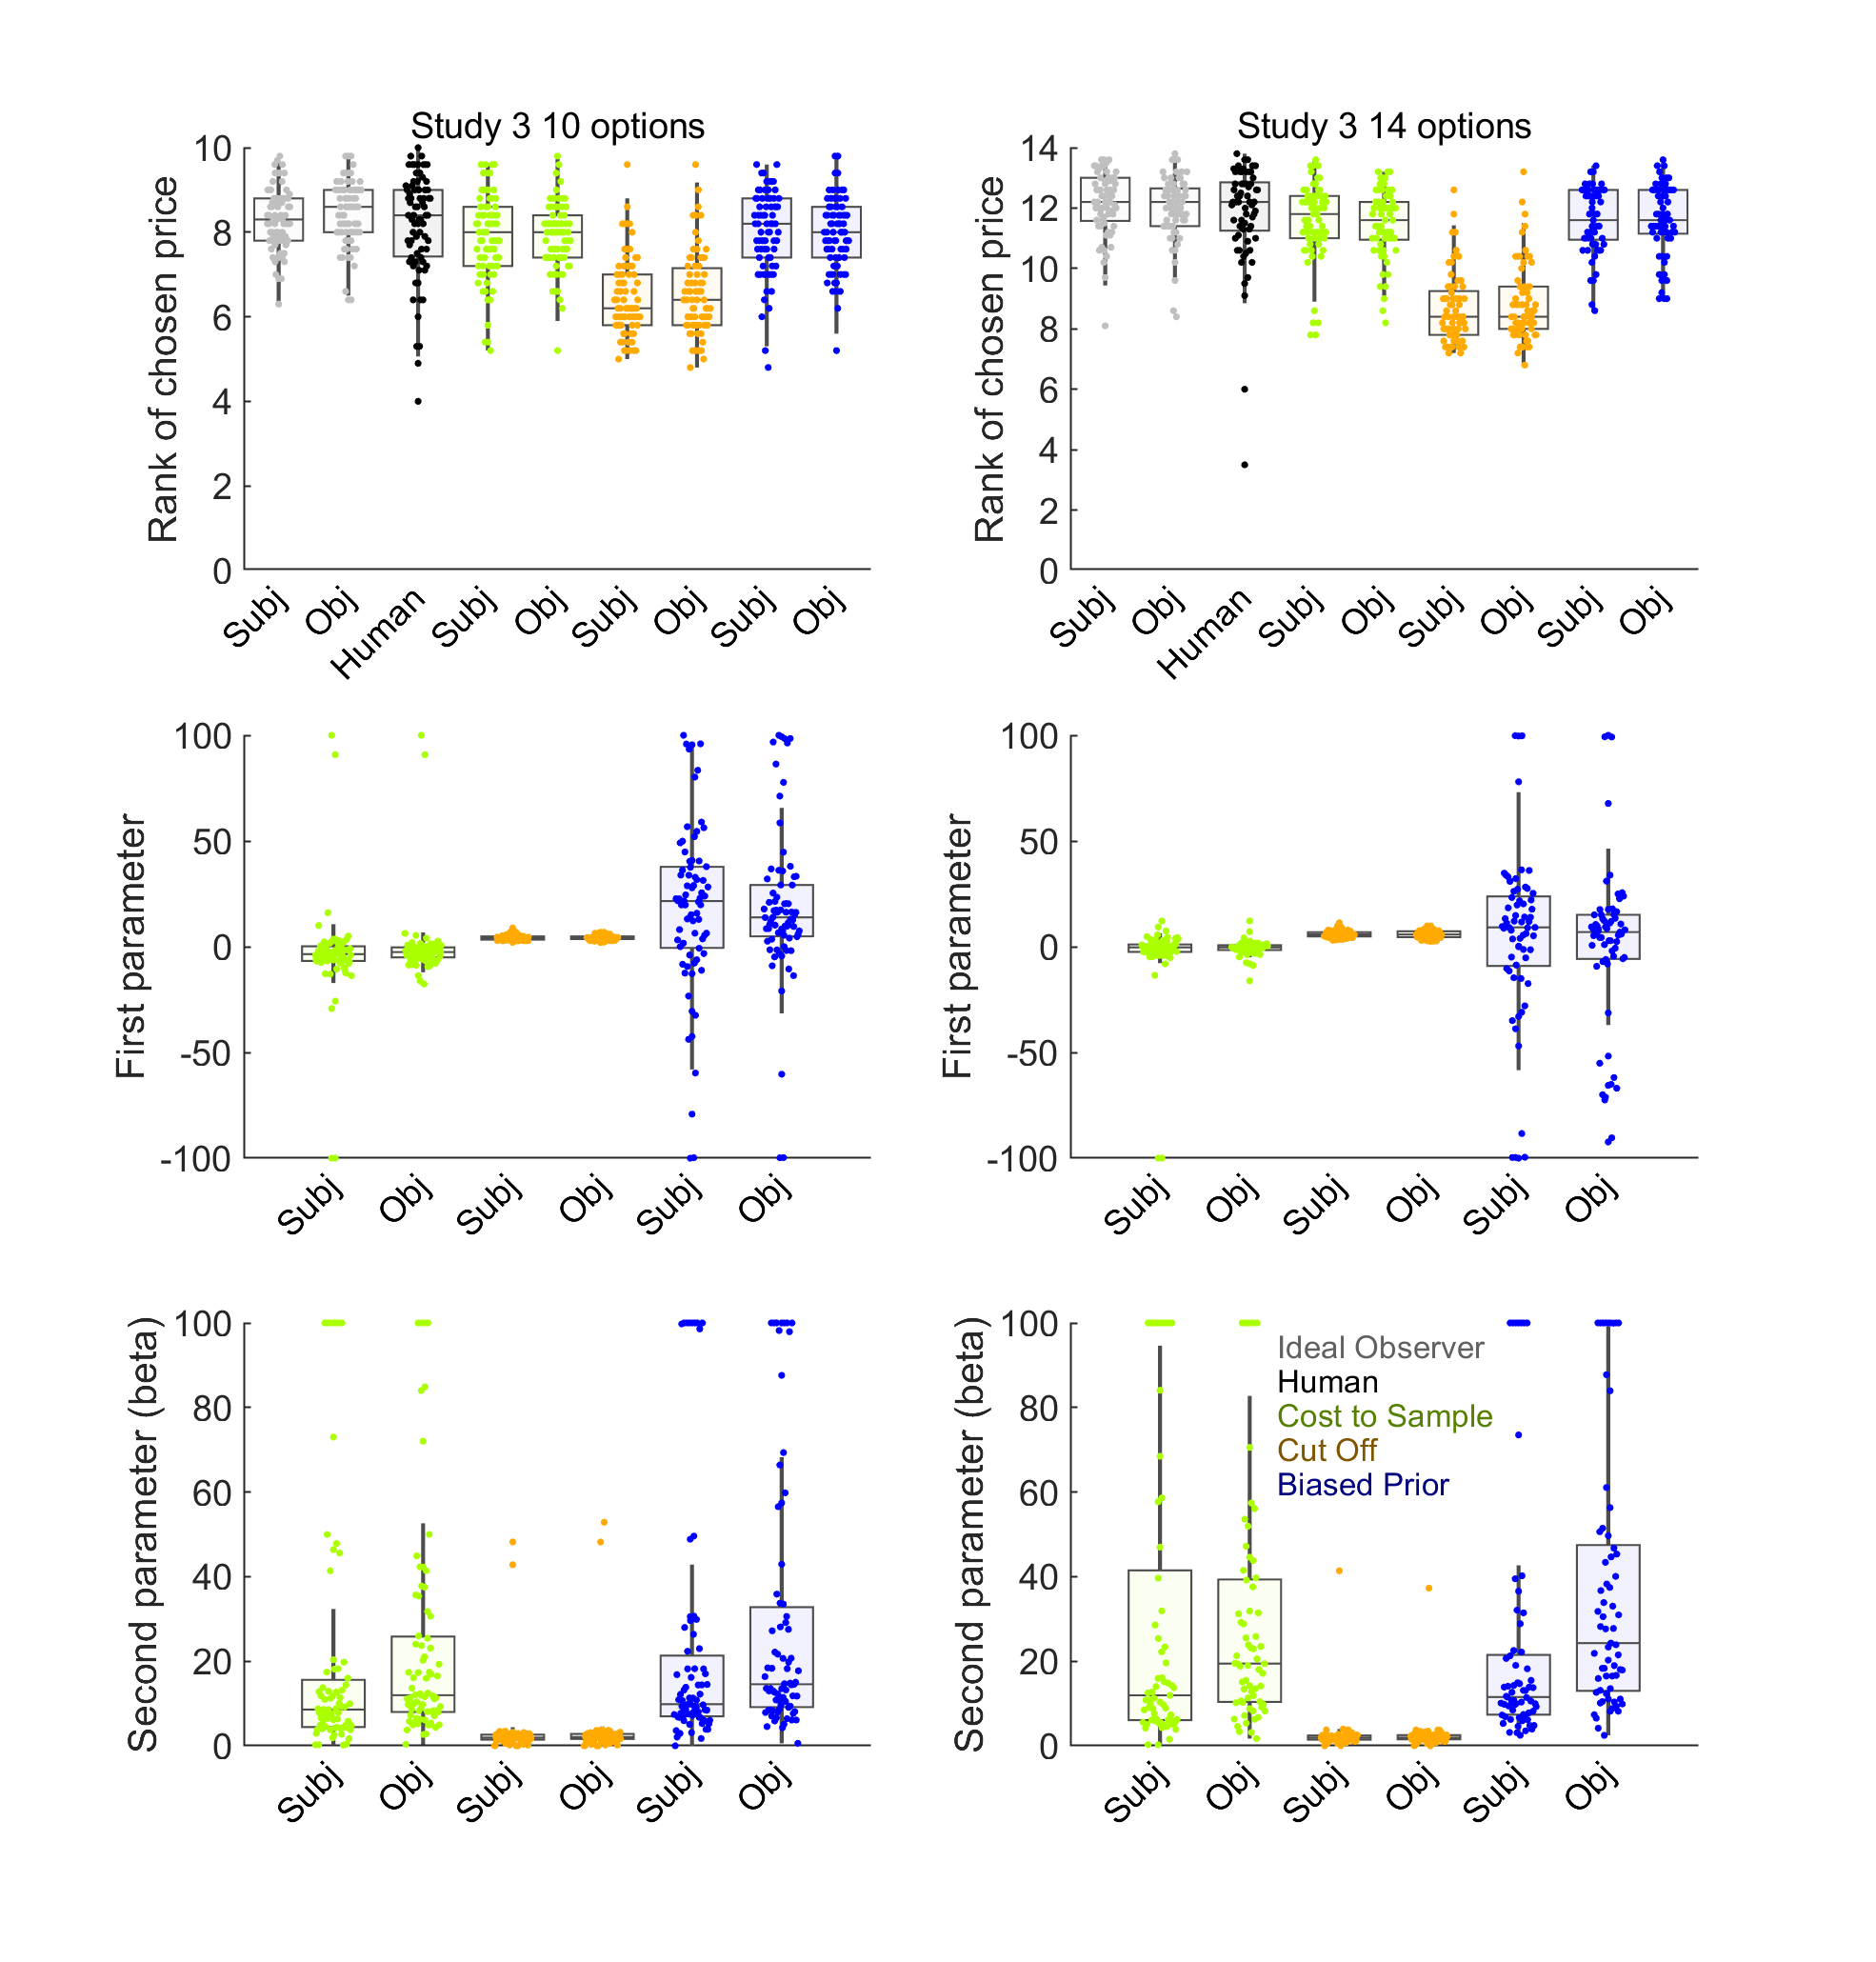 Study 3 10 options
Rank of chosen price
10
8
6
4
2
0
Subj
Obj
Human
Subj
Obj
Subj
Obj
Subj
Obj
Study 3 14 options
Rank of chosen price
14
12
10
8
6
4
2
0
Subj
Obj
Human
Subj
Obj
Subj
Obj
Subj
Obj
First parameter
100
50
0
-50
-100
Subj
Obj
Subj
Obj
Subj
Obj
First parameter
100
50
0
-50
-100
Subj
Obj
Subj
Obj
Subj
Obj
Second parameter (beta)
100
80
60
40
20
0
Subj
Obj
Subj
Obj
Subj
Obj
Second parameter (beta)
100
80
60
40
20
0
Ideal Observer
Human
Cost to Sample
Cut Off
Biased Prior
Subj
Obj
Subj
Obj
Subj
Obj